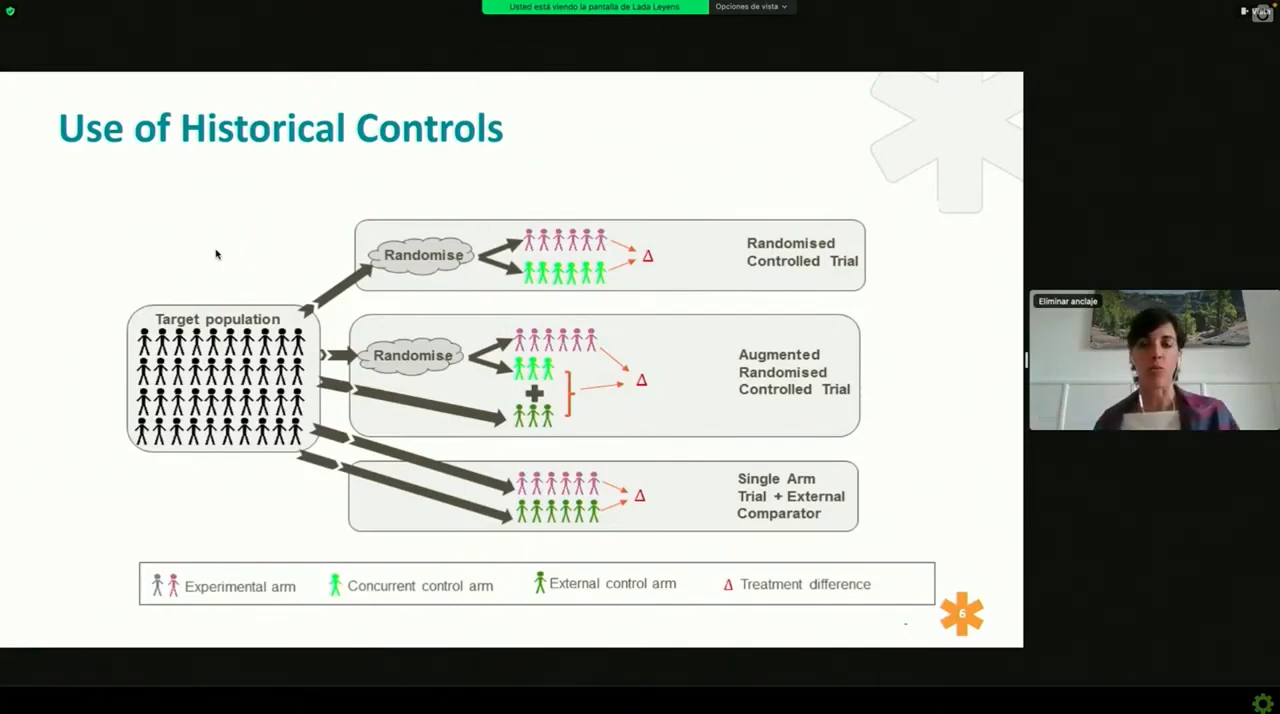 Usted está viendo la pantalla de Lada Leyens
Opciones de vista
Use of Historical Controls
Randomise
Randomised
Controlled Trial
Target population
Randomise
Augmented
Randomised
Controlled Trial
Single Arm
Trial + External
Comparator
Δ
Δ
Δ
Experimental arm
Concurrent control arm
External control arm
Δ Treatment difference
6
Eliminar anclaje